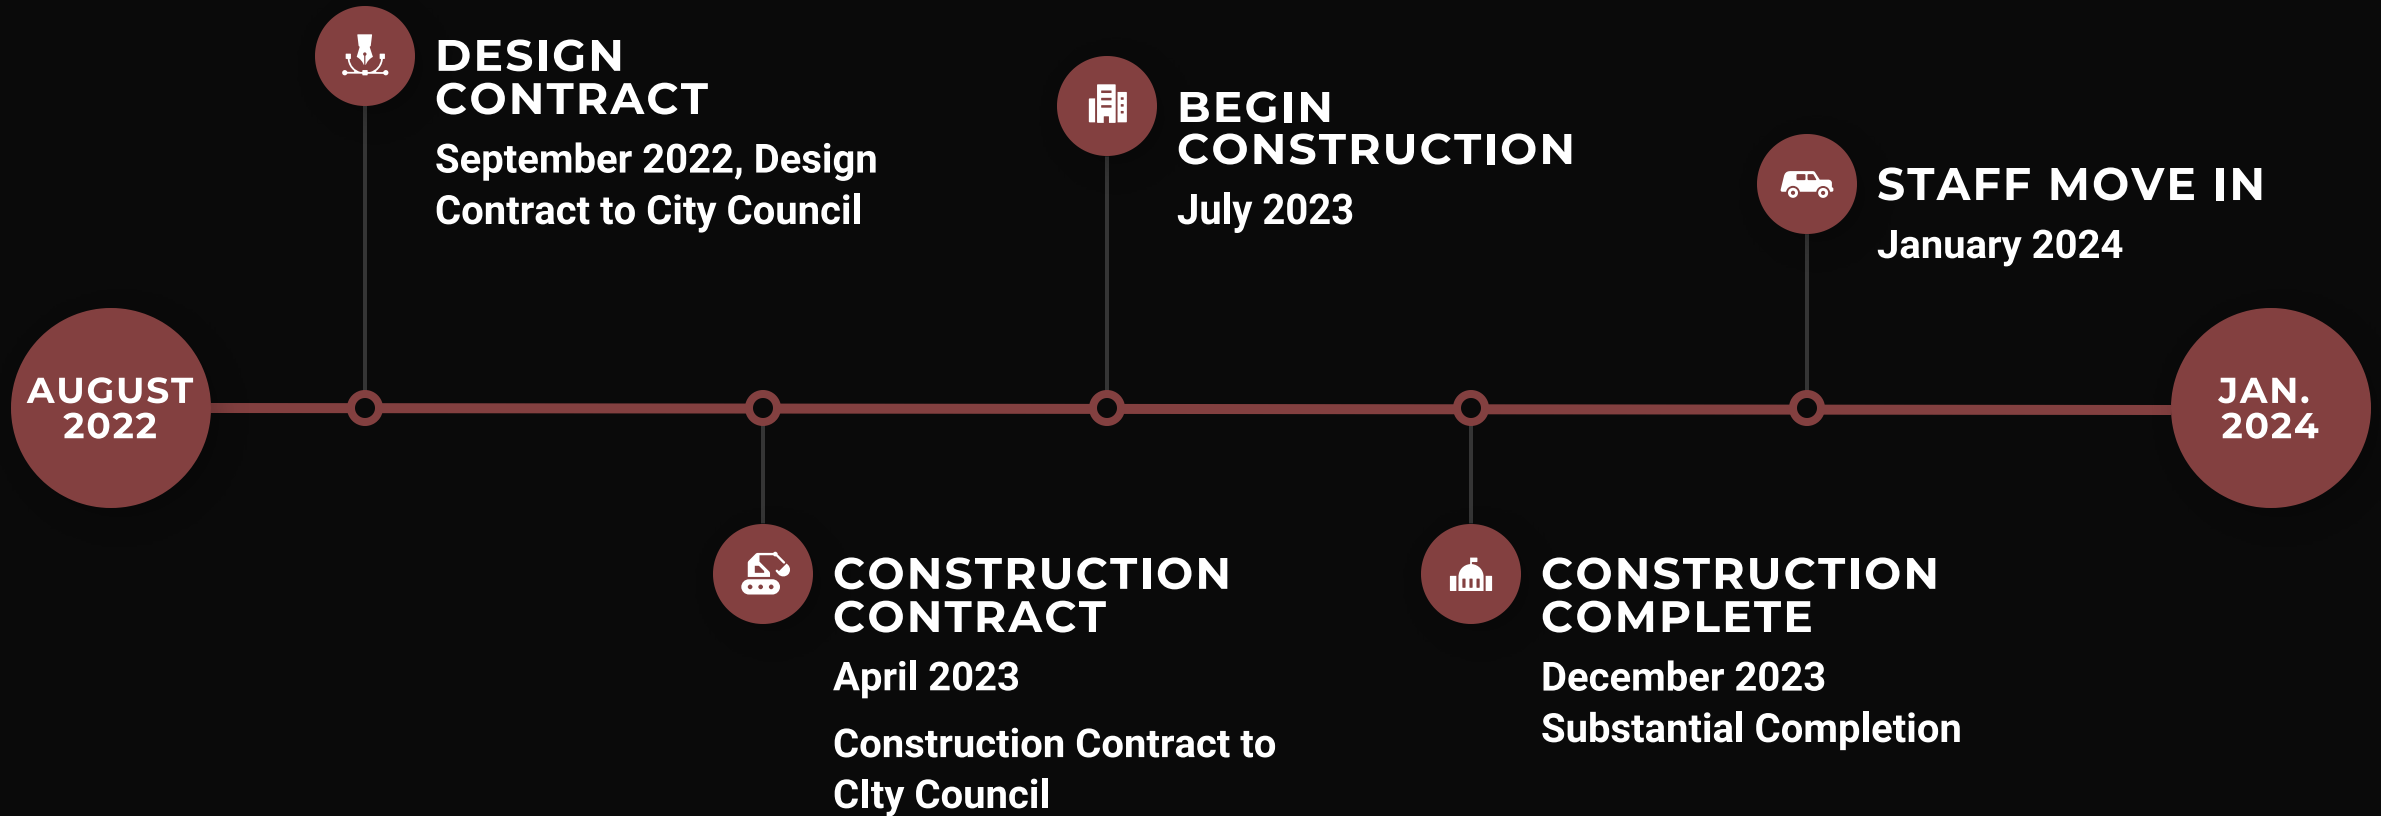 AUGUST
2022
DESIGN
CONTRACT
September 2022, Design
Contract to City Council
CONSTRUCTION
CONTRACT
April 2023
Construction Contract to
CIty Council
BEGIN
CONSTRUCTION
July 2023
CONSTRUCTION
COMPLETE
December 2023
Substantial Completion
STAFF MOVE IN
January 2024
JAN.
2024